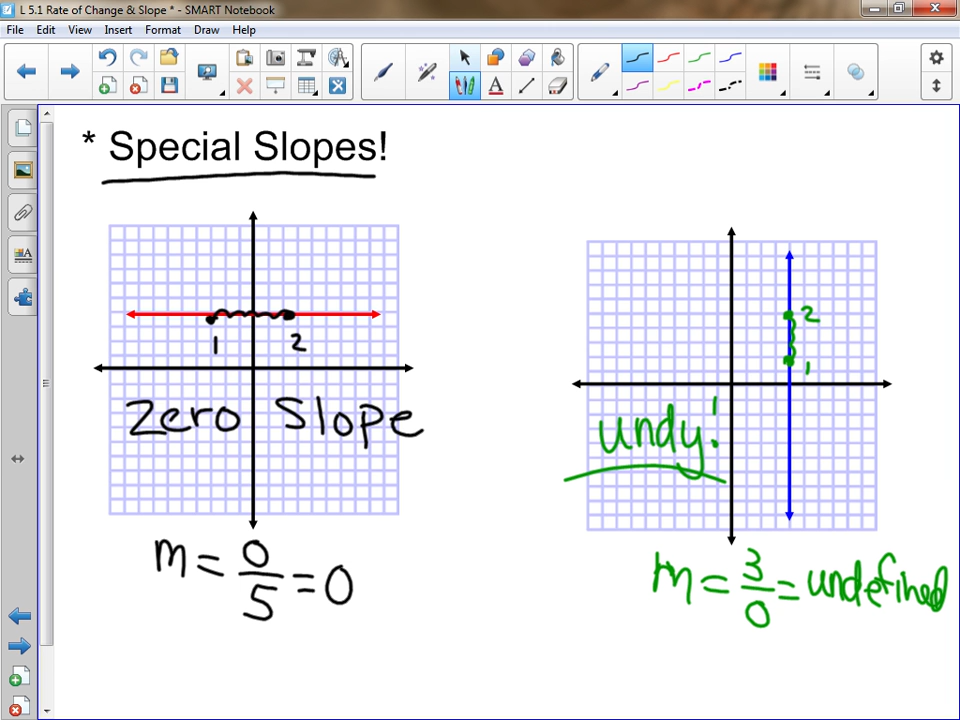 L 5.1 Rate of Change & Slope * - SMART Notebook
File Edit View Insert Format Draw Help
* Special Slopes!
1 2
Zero Slope
m = 0/5 = 0
2
1
undy!
m = 3/0 = undefined